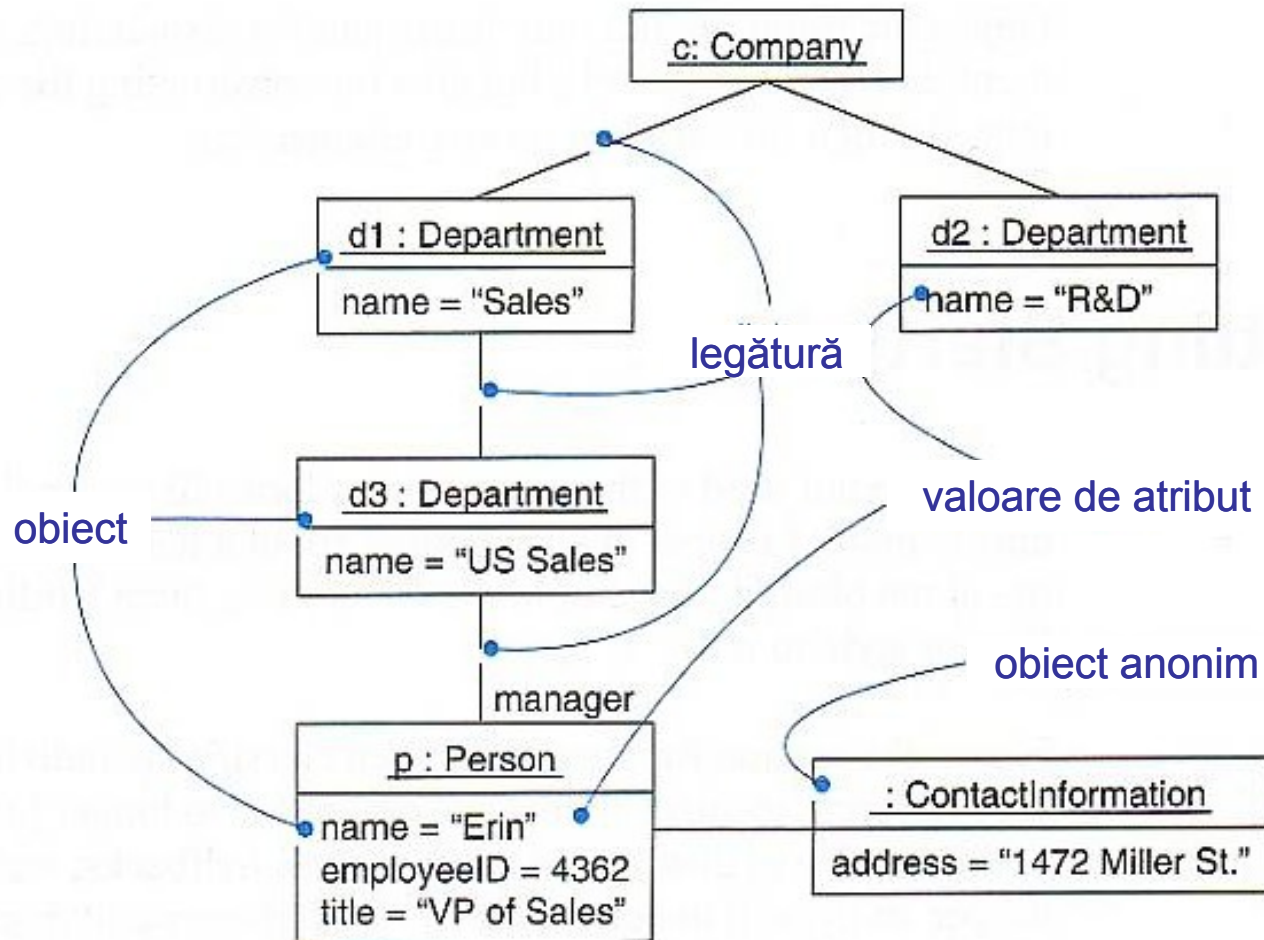 c: Company
d1 : Department
name = “Sales”
d2 : Department
name = “R&D”
legătură
d3 : Department
name = “US Sales”
obiect
valoare de atribut
obiect anonim
manager
p : Person
name = “Erin”
employeeID = 4362
title = “VP of Sales”
: ContactInformation
address = “1472 Miller St.”